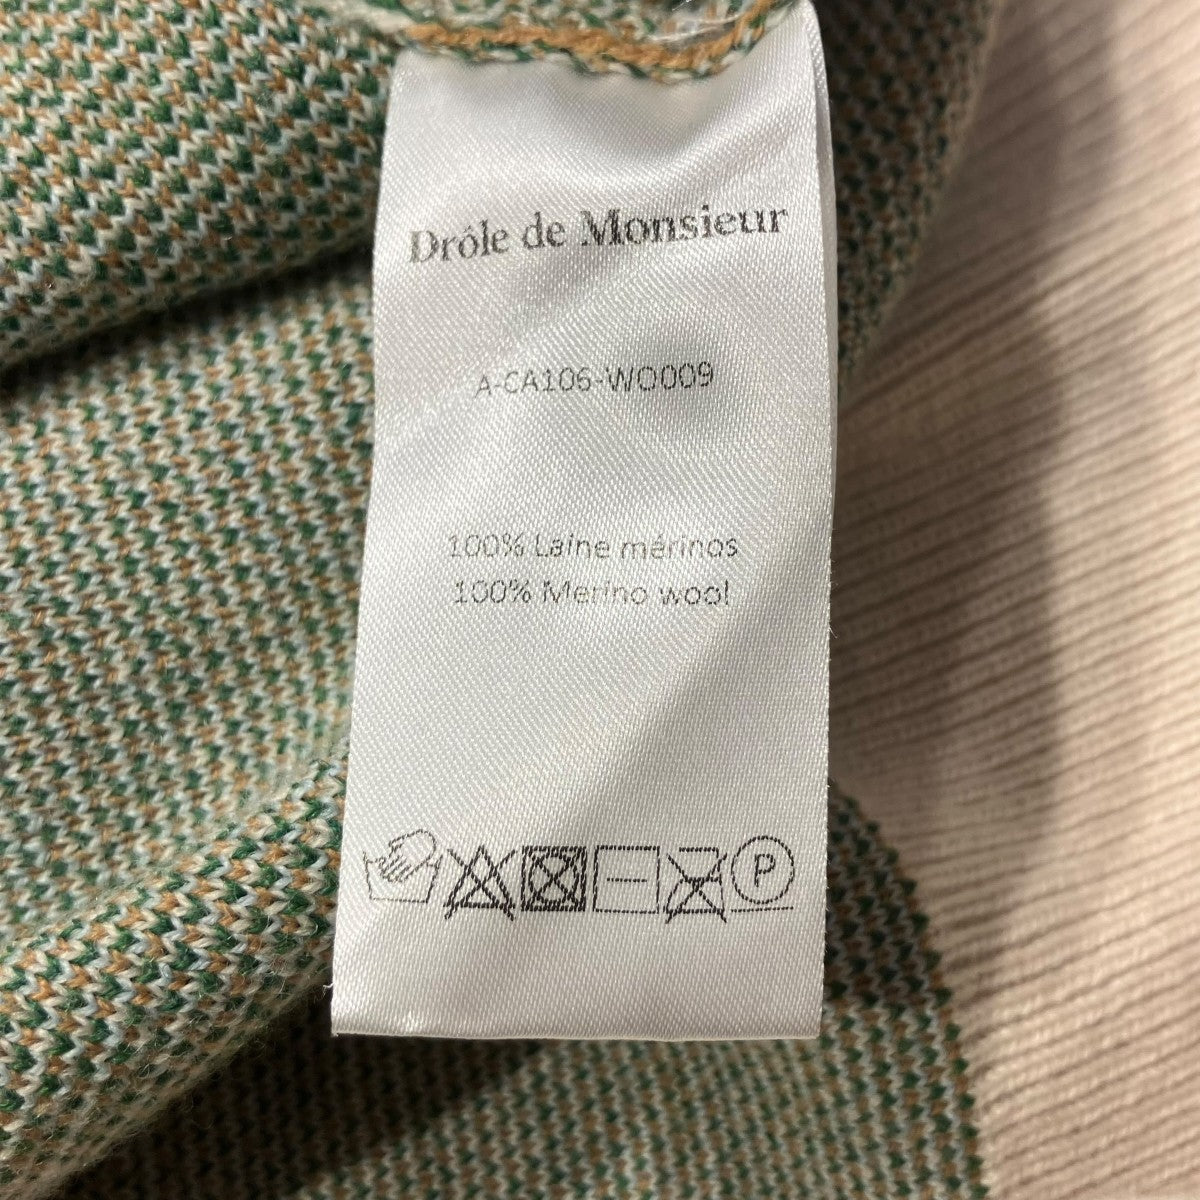 Drôle de Monsieur
A-CA106-WO009
100% Laine mérinos
100% Merino wool
P